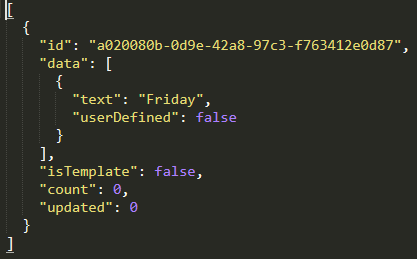 [
  {
    "id": "a020080b-0d9e-42a8-97c3-f763412e0d87",
    "data": [
      {
        "text": "Friday",
        "userDefined": false
      }
    ],
    "isTemplate": false,
    "count": 0,
    "updated": 0
  }
]